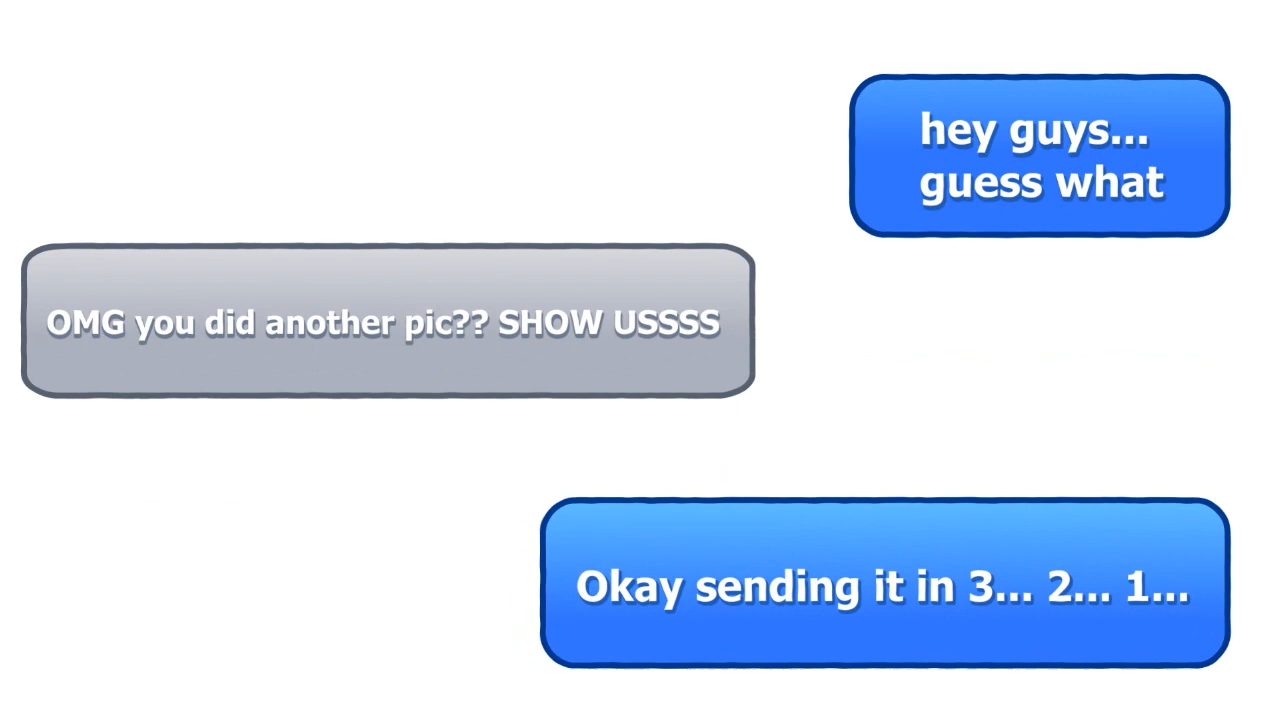 hey guys...
guess what
OMG you did another pic?? SHOW USSSS
Okay sending it in 3... 2... 1...